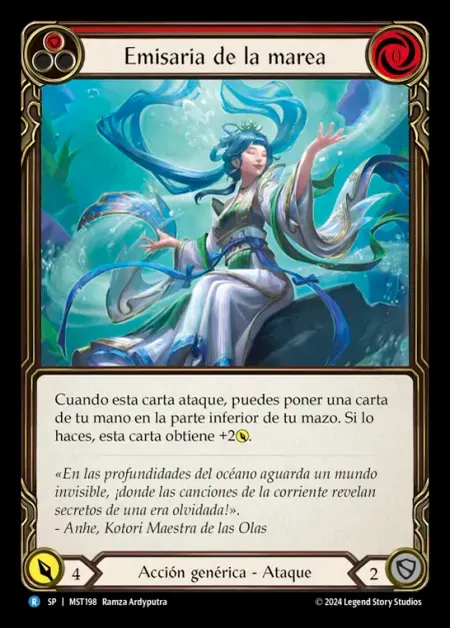 Emisaria de la marea
0
Cuando esta carta ataque, puedes poner una carta
de tu mano en la parte inferior de tu mazo. Si lo
haces, esta carta obtiene +2.
«En las profundidades del océano aguarda un mundo
invisible, ¡donde las canciones de la corriente revelan
secretos de una era olvidada!».
- Anhe, Kotori Maestra de las Olas
4 Acción genérica - Ataque 2
R SP | MST198 Ramza Ardyputra © 2024 Legend Story Studios